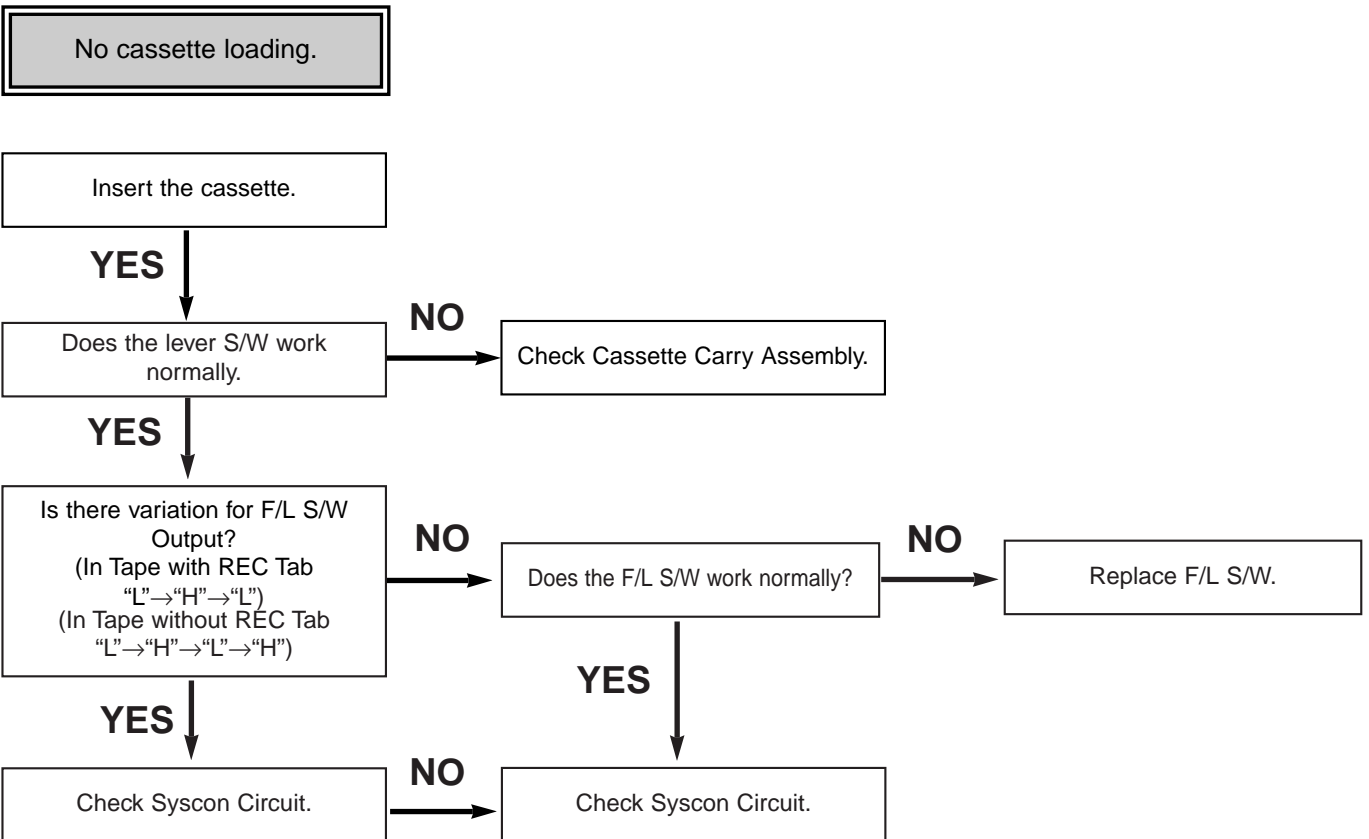 No cassette loading.
Insert the cassette.
YES
NO
Does the lever S/W work
normally.
Check Cassette Carry Assembly.
YES
Is there variation for F/L S/W
Output?
(In Tape with REC Tab
“L”→“H”→“L”)
(In Tape without REC Tab
“L”→“H”→“L”→“H”)
NO
Does the F/L S/W work normally?
NO
Replace F/L S/W.
YES
YES
Check Syscon Circuit.
NO
Check Syscon Circuit.